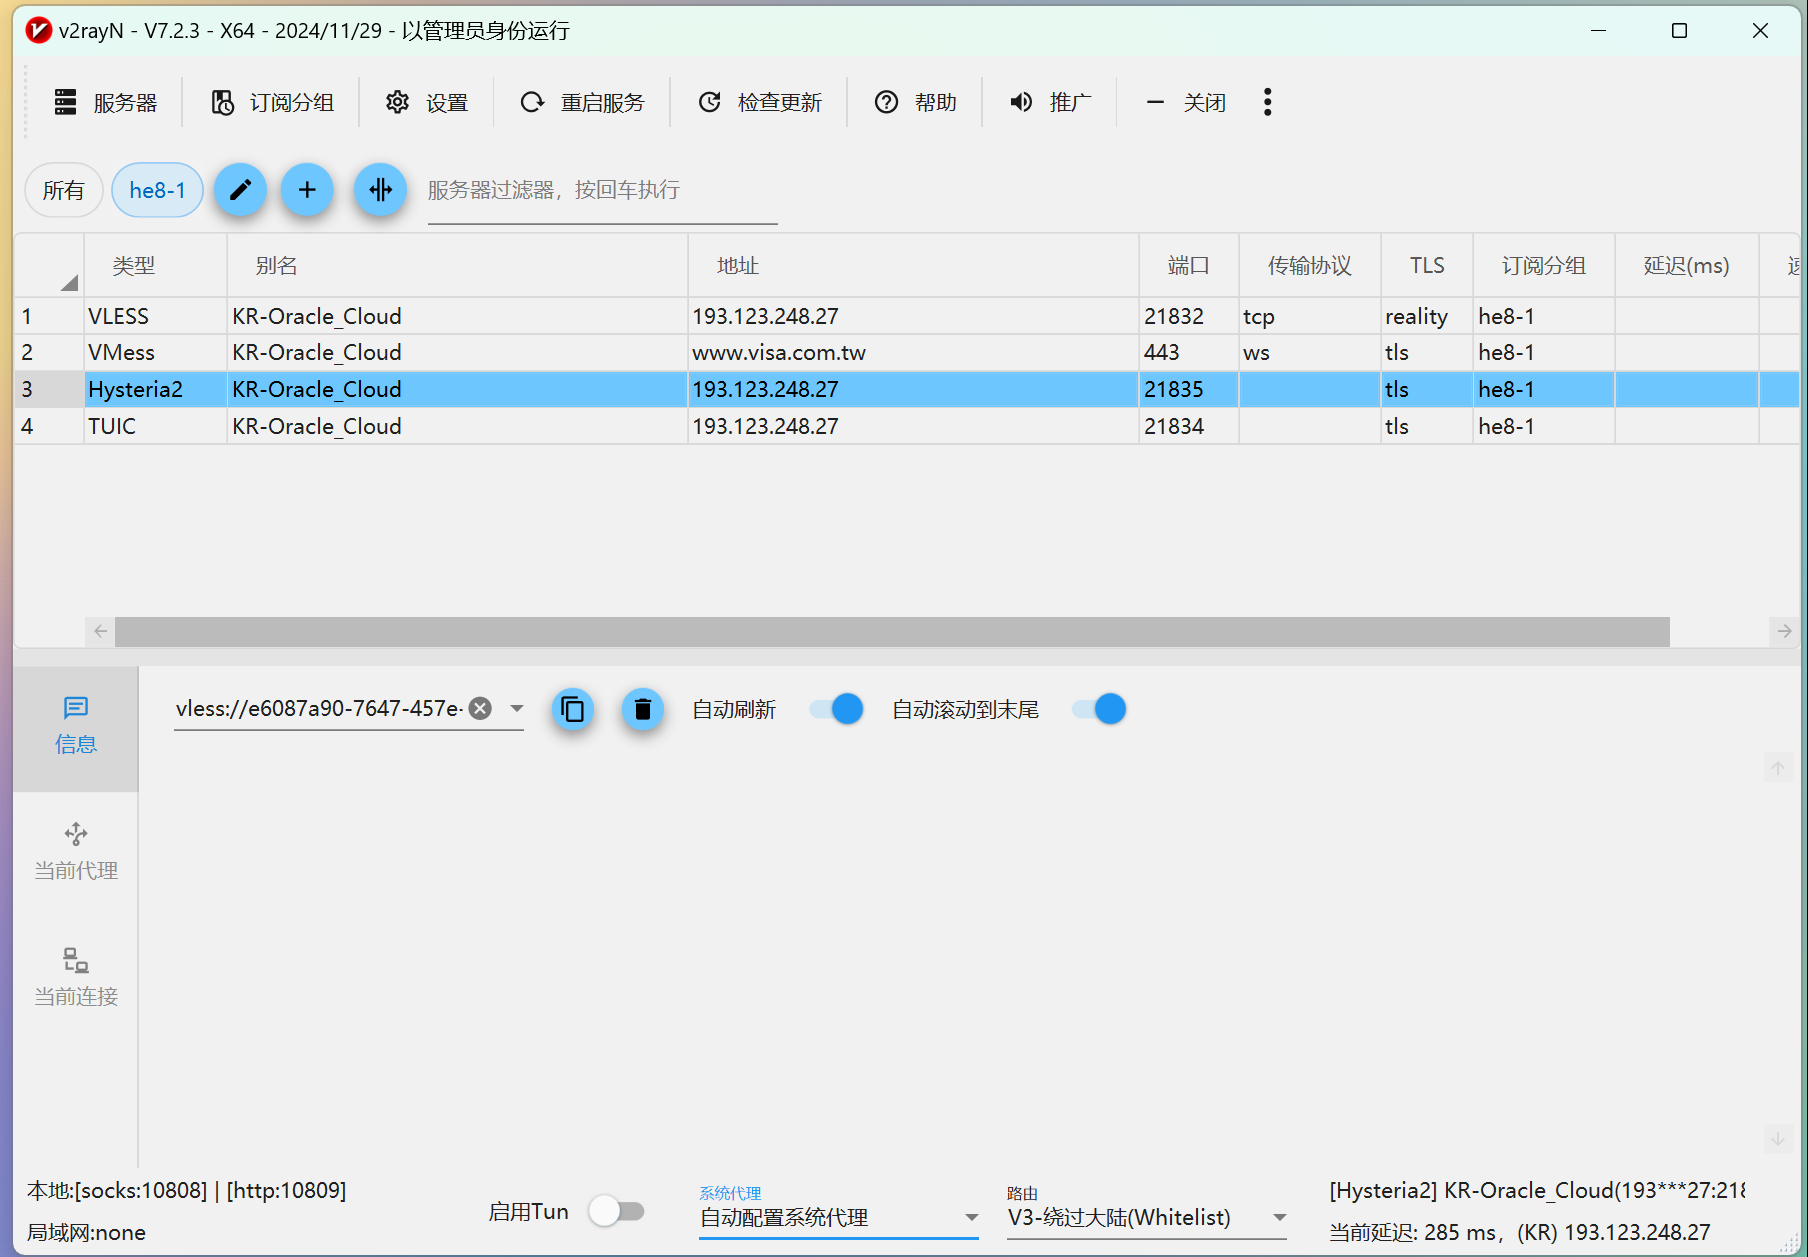 v2rayN - V7.2.3 - X64 - 2024/11/29 - 以管理员身份运行
服务器 订阅分组 设置 重启服务 检查更新 帮助 推广 关闭
所有 he8-1 服务器过滤器，按回车执行
类型 别名 地址 端口 传输协议 TLS 订阅分组 延迟(ms)
1 VLESS KR-Oracle_Cloud 193.123.248.27 21832 tcp reality he8-1
2 VMess KR-Oracle_Cloud www.visa.com.tw 443 ws tls he8-1
3 Hysteria2 KR-Oracle_Cloud 193.123.248.27 21835 tls he8-1
4 TUIC KR-Oracle_Cloud 193.123.248.27 21834 tls he8-1
vless://e6087a90-7647-457e- 自动刷新 自动滚动到末尾
信息
当前代理
当前连接
本地:[socks:10808] | [http:10809]
局域网:none
启用Tun
系统代理
自动配置系统代理
路由
V3-绕过大陆(Whitelist)
[Hysteria2] KR-Oracle_Cloud(193***27:218
当前延迟: 285 ms，(KR) 193.123.248.27